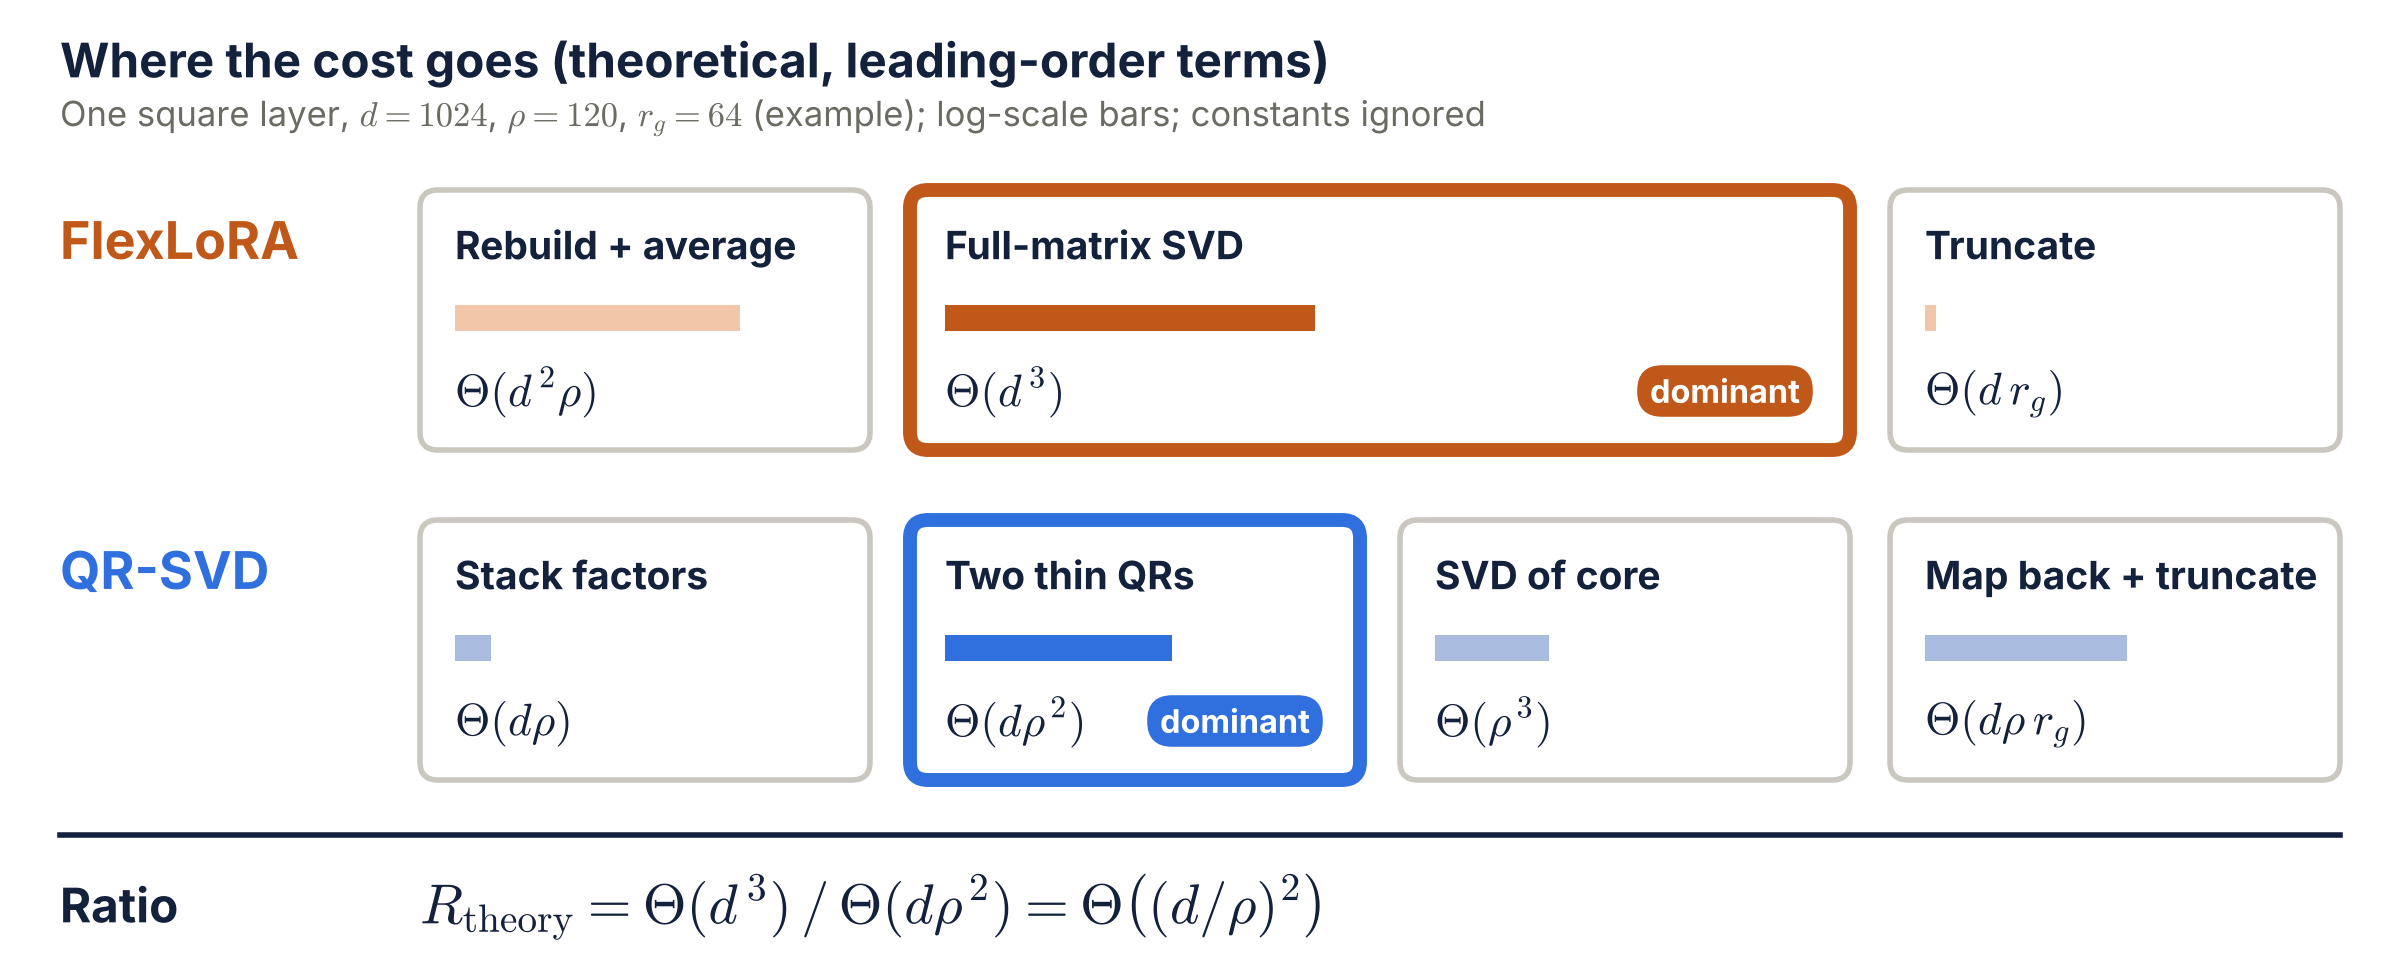 Where the cost goes (theoretical, leading-order terms)
One square layer, d = 1024, ρ = 120, r_g = 64 (example); log-scale bars; constants ignored
FlexLoRA
Rebuild + average
Θ(d²ρ)
Full-matrix SVD
Θ(d³)
dominant
Truncate
Θ(d r_g)
QR-SVD
Stack factors
Θ(dρ)
Two thin QRs
Θ(dρ²)
dominant
SVD of core
Θ(ρ³)
Map back + truncate
Θ(dρ r_g)
Ratio
R_theory = Θ(d³) / Θ(dρ²) = Θ((d/ρ)²)